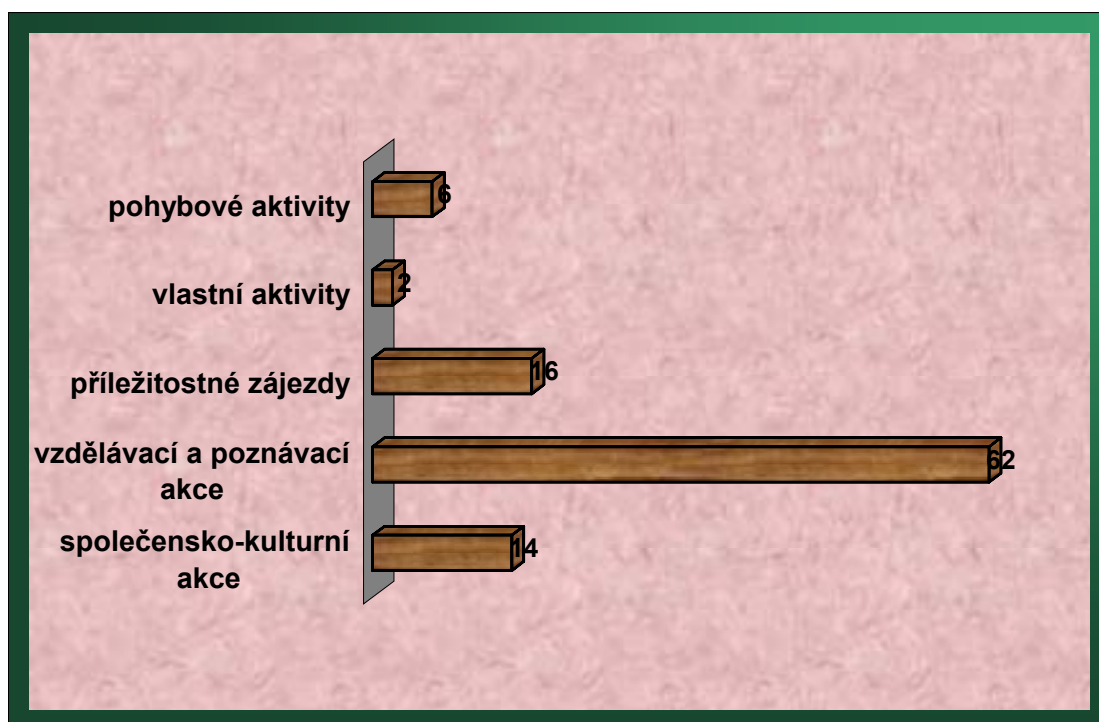 pohybové aktivity
6
vlastní aktivity
2
příležitostné zájezdy
16
vzdělávací a poznávací
akce
62
společensko-kulturní
akce
14